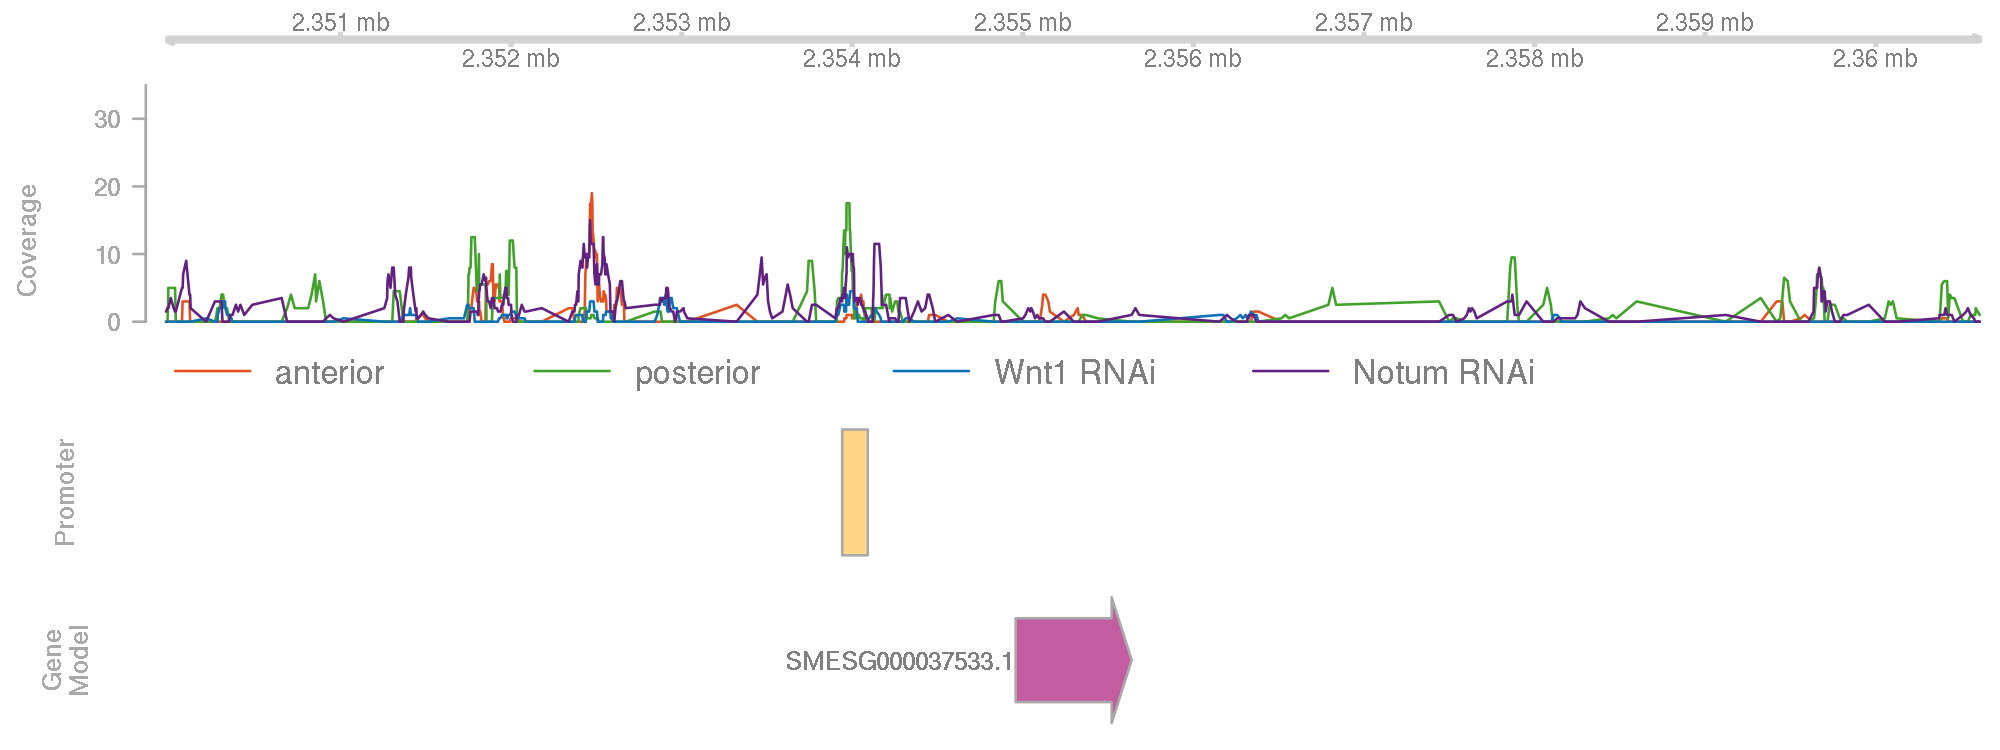 2.351 mb 2.353 mb 2.355 mb 2.357 mb 2.359 mb
2.352 mb 2.354 mb 2.356 mb 2.358 mb 2.36 mb
Coverage
30
20
10
0
anterior posterior Wnt1 RNAi Notum RNAi
Promoter
Gene
Model
SMESG000037533.1